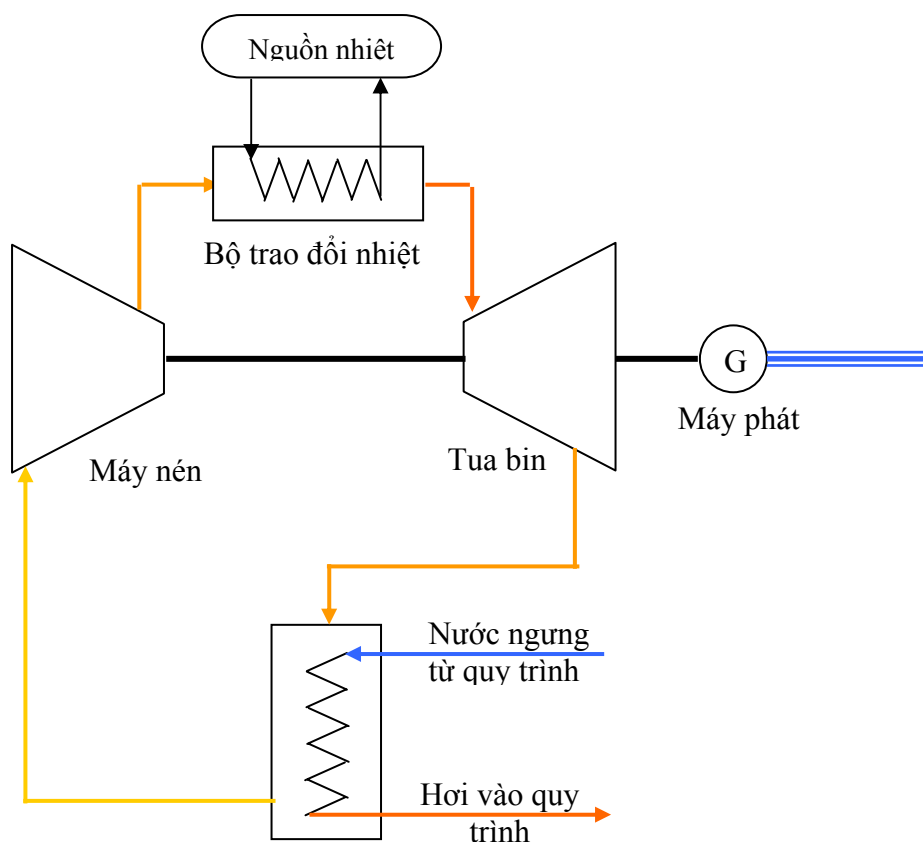 Nguồn nhiệt
Bộ trao đổi nhiệt
G
Máy phát
Tua bin
Máy nén
Nước ngưng
từ quy trình
Hơi vào quy
trình